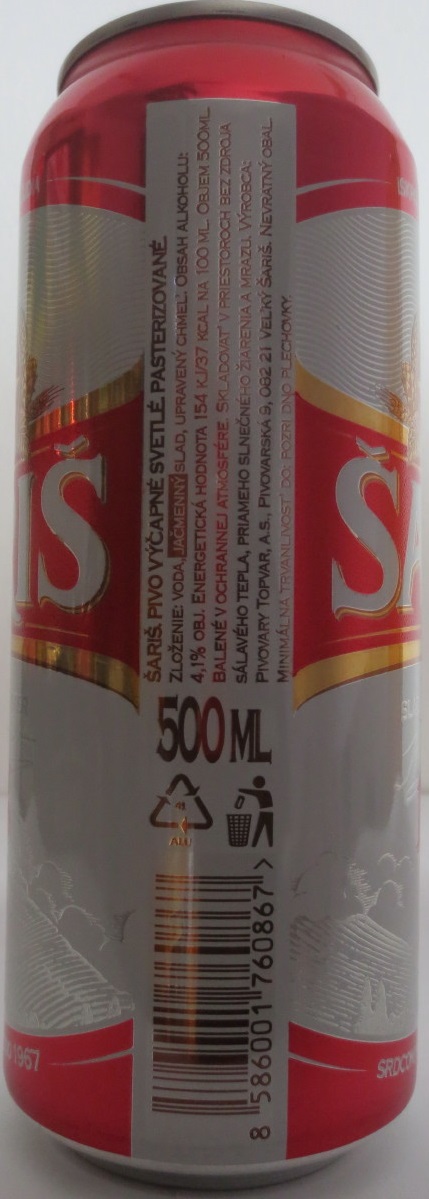 ŠARIŠ. PIVO VÝČAPNÉ SVETLÉ. PASTERIZOVANÉ.
ZLOŽENIE: VODA, JAČMENNÝ SLAD, UPRAVENÝ CHMEĽ. OBSAH ALKOHOLU:
4,1% OBJ. ENERGETICKÁ HODNOTA 154 KJ/37 KCAL NA 100 ML. OBJEM 500ML.
BALENÉ V OCHRANNEJ ATMOSFÉRE. SKLADOVAŤ V PRIESTOROCH BEZ ZDROJA
SÁLAVÉHO TEPLA, PRIAMEHO SLNEČNÉHO ŽIARENIA A MRAZU. VÝROBCA:
PIVOVARY TOPVAR, A.S., PIVOVARSKÁ 9, 082 21 VEĽKÝ ŠARIŠ. NEVRATNÝ OBAL.
MINIMÁLNA TRVANLIVOSŤ DO: POZRI DNO PLECHOVKY.
500 ML
ALU
8 586001 760867 >
IŠ
ŠA
1967
SRDCOM